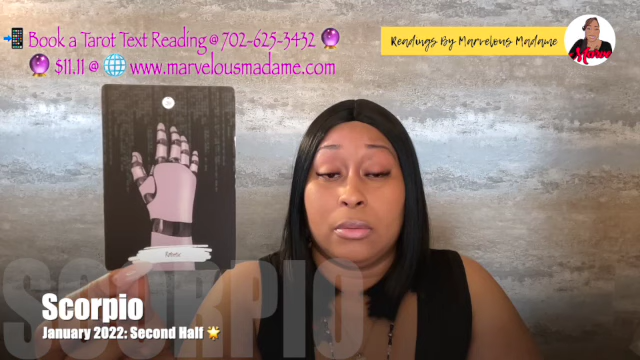 📲 Book a Tarot Text Reading @ 702-625-3432 🔮
🔮 $11.11 @ 🌐 www.marvelousmadame.com
Readings By Marvelous Madame
SCORPIO
Scorpio
January 2022: Second Half 🌟